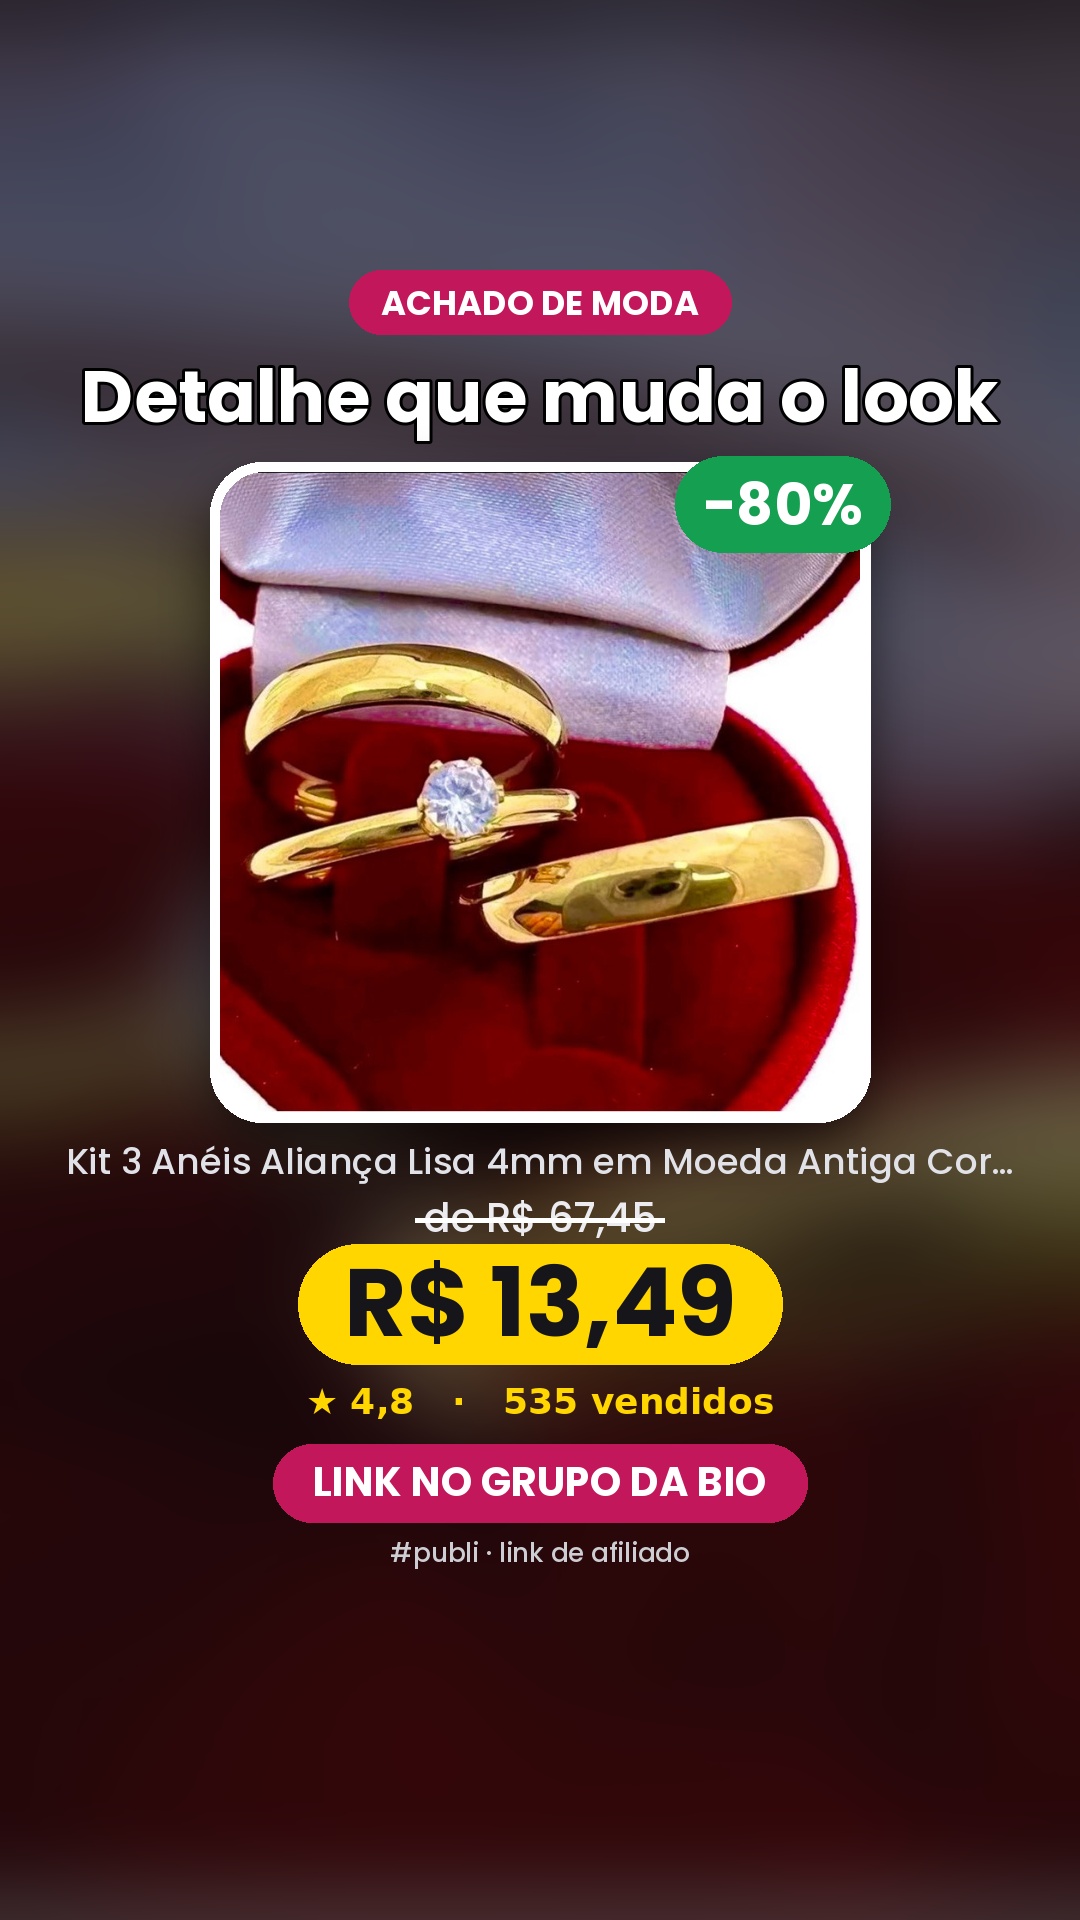 ACHADO DE MODA
Detalhe que muda o look
-80%
Kit 3 Anéis Aliança Lisa 4mm em Moeda Antiga Cor...
de R$ 67,45
R$ 13,49
★ 4,8 · 535 vendidos
LINK NO GRUPO DA BIO
#publi · link de afiliado